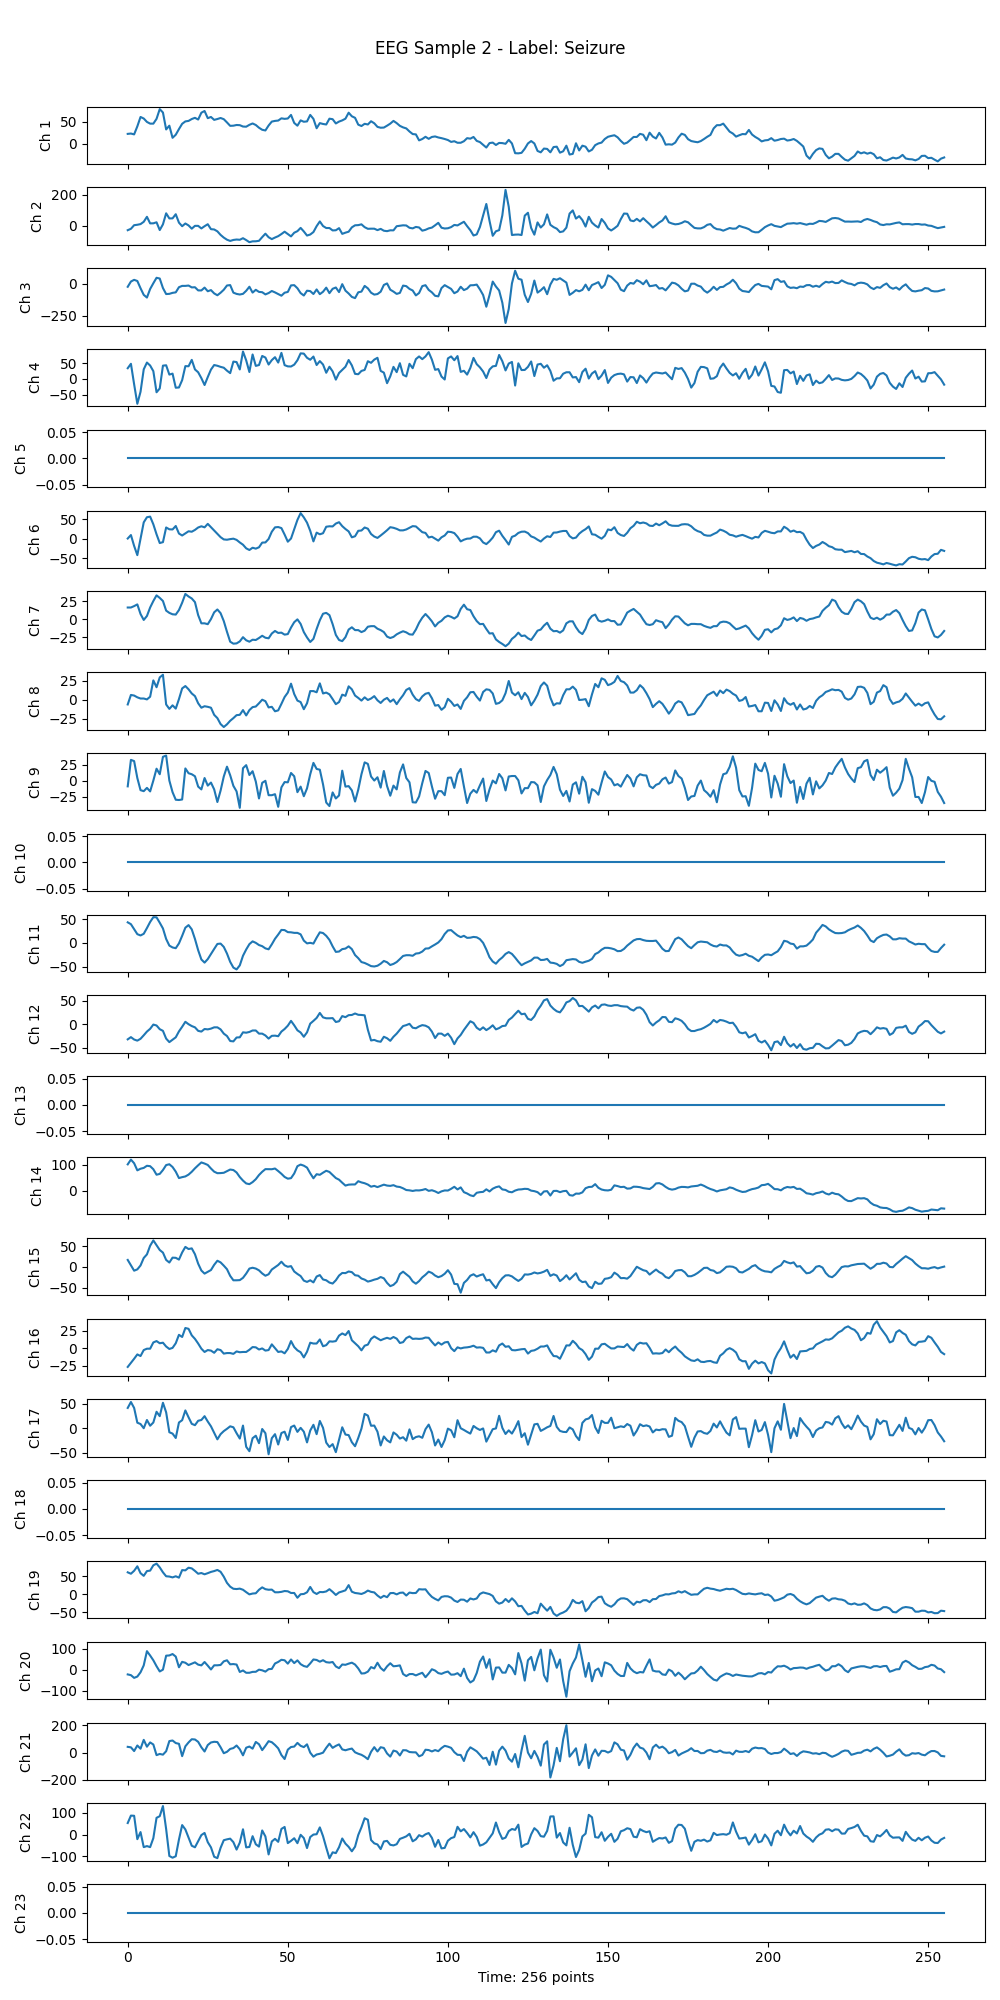 EEG Sample 2 - Label: Seizure
Ch 1
50
0
Ch 2
200
0
Ch 3
0
−250
Ch 4
50
0
−50
Ch 5
0.05
0.00
−0.05
Ch 6
50
0
−50
Ch 7
25
0
−25
Ch 8
25
0
−25
Ch 9
25
0
−25
Ch 10
0.05
0.00
−0.05
Ch 11
50
0
−50
Ch 12
50
0
−50
Ch 13
0.05
0.00
−0.05
Ch 14
100
0
Ch 15
50
0
−50
Ch 16
25
0
−25
Ch 17
50
0
−50
Ch 18
0.05
0.00
−0.05
Ch 19
50
0
−50
Ch 20
100
0
−100
Ch 21
200
0
−200
Ch 22
100
0
−100
Ch 23
0.05
0.00
−0.05
0 50 100 150 200 250
Time: 256 points